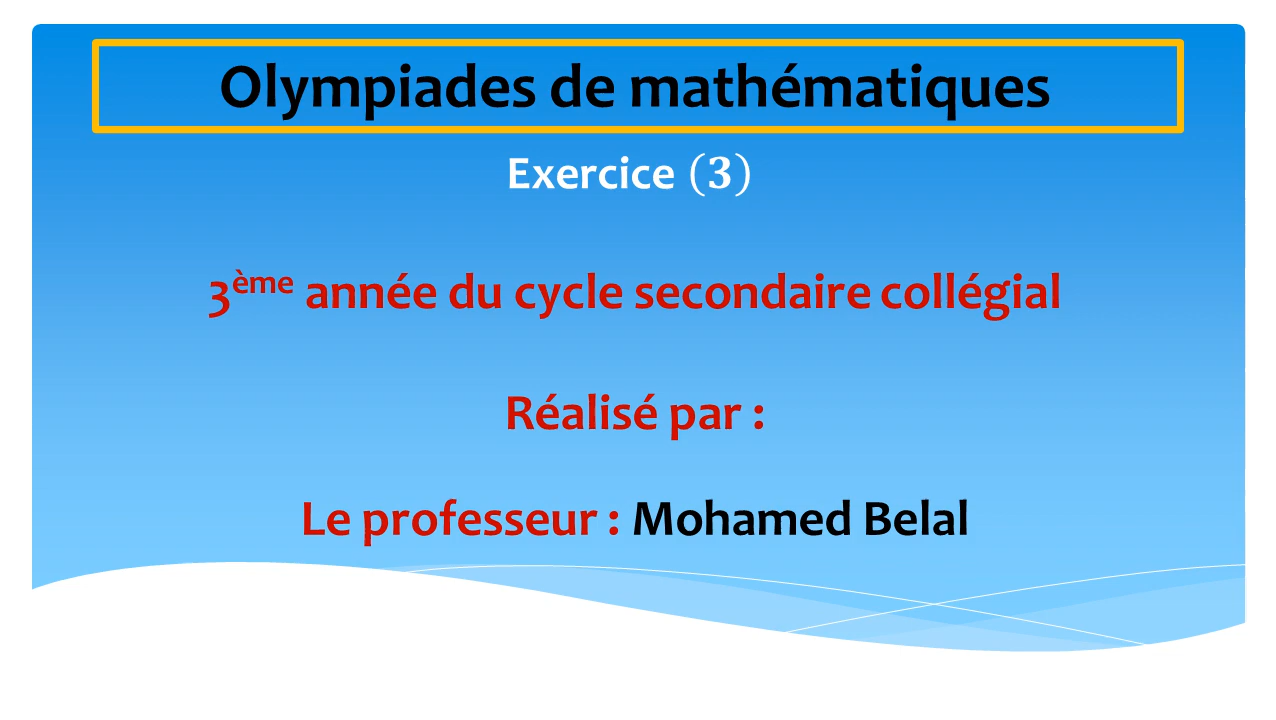 Olympiades de mathématiques
Exercice (3)
3ème année du cycle secondaire collégial
Réalisé par :
Le professeur : Mohamed Belal